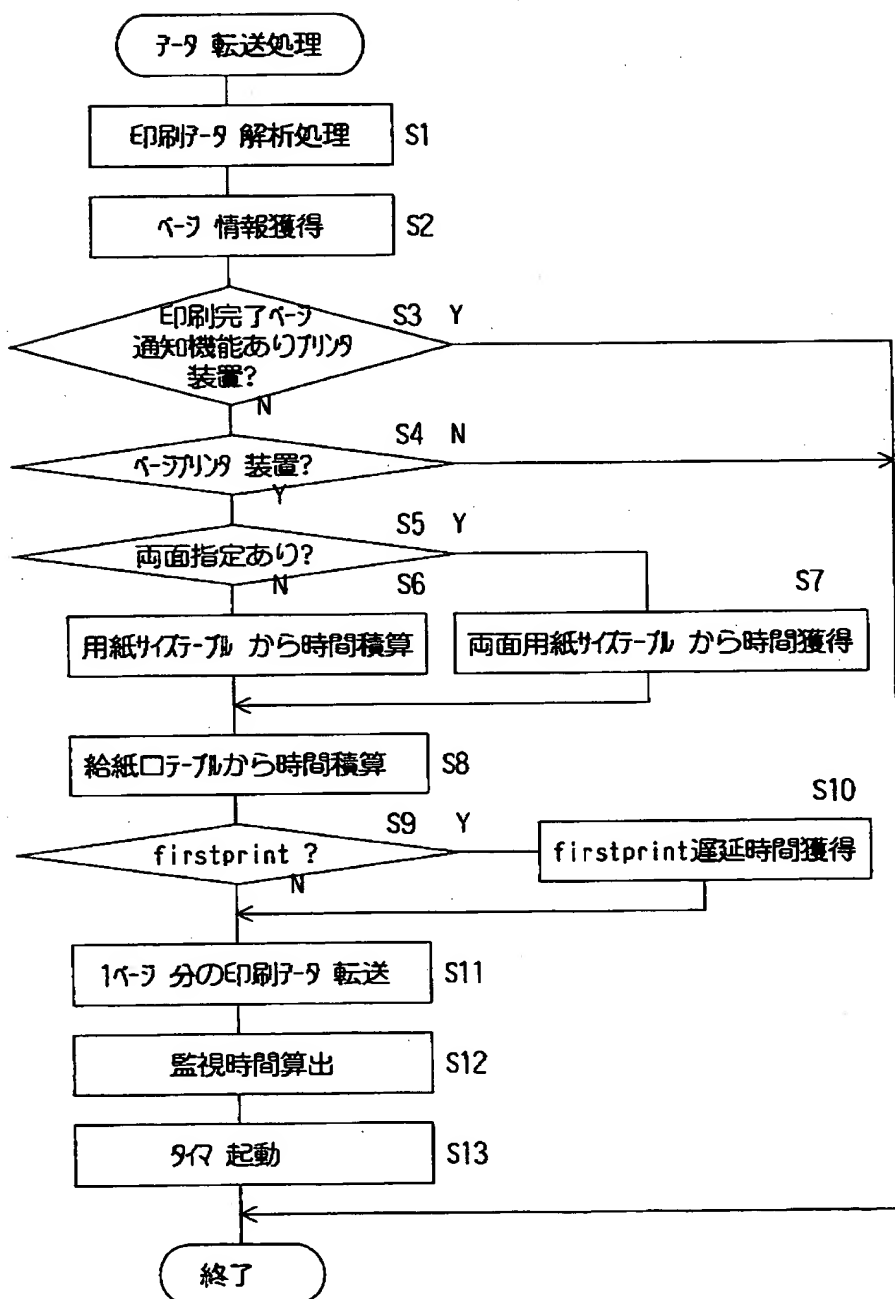 データ 転送処理
印刷データ 解析処理 S1
ページ 情報獲得 S2
印刷完了ページ S3 Y
通知機能ありプリンタ
装置?
N
S4 N
ページプリンタ 装置?
Y
S5 Y
両面指定あり?
N S6 S7
用紙サイズテーブル から時間積算 両面用紙サイズテーブル から時間獲得
給紙口テーブルから時間積算 S8
S10
S9 Y
firstprint ? firstprint遅延時間獲得
N
1ページ 分の印刷データ 転送 S11
監視時間算出 S12
タイマ 起動 S13
終了